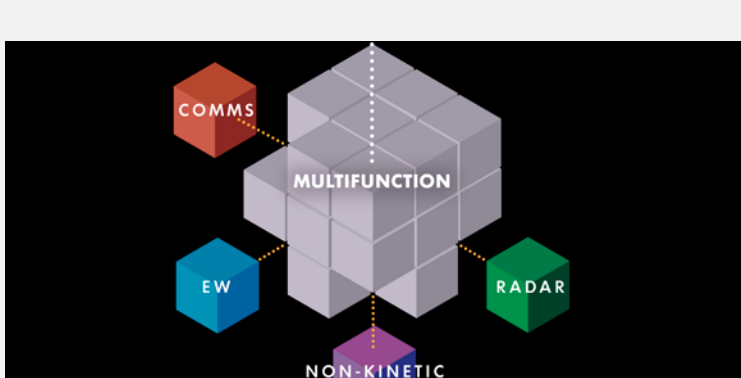 COMMS
MULTIFUNCTION
EW
RADAR
NON-KINETIC